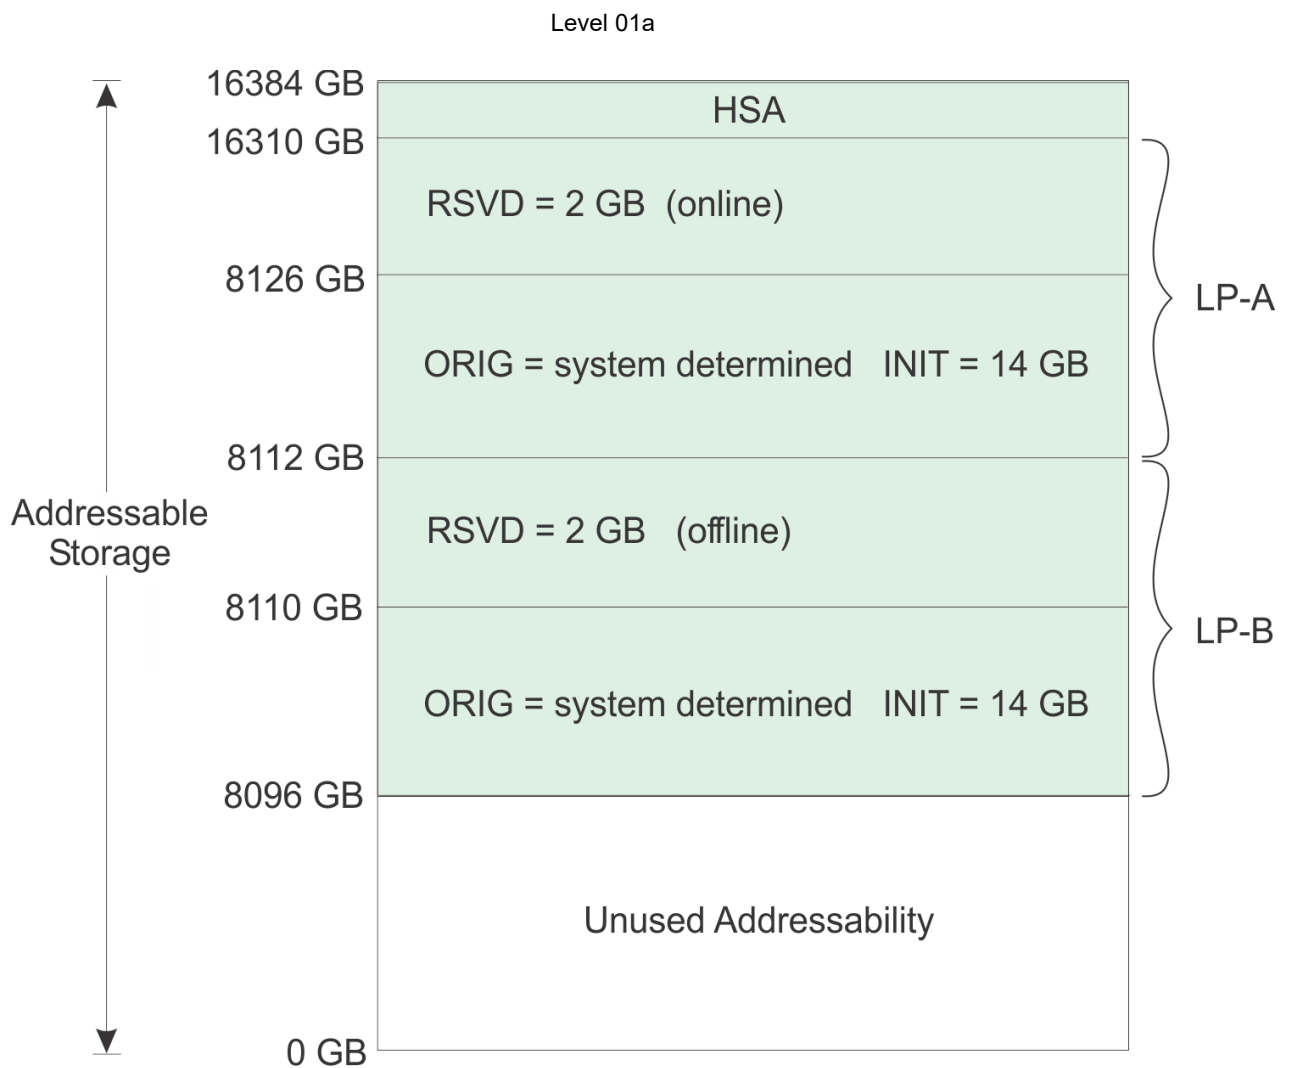 Level 01a
16384 GB
HSA
16310 GB
RSVD = 2 GB (online)
8126 GB
LP-A
ORIG = system determined INIT = 14 GB
8112 GB
Addressable
Storage
RSVD = 2 GB (offline)
8110 GB
LP-B
ORIG = system determined INIT = 14 GB
8096 GB
Unused Addressability
0 GB